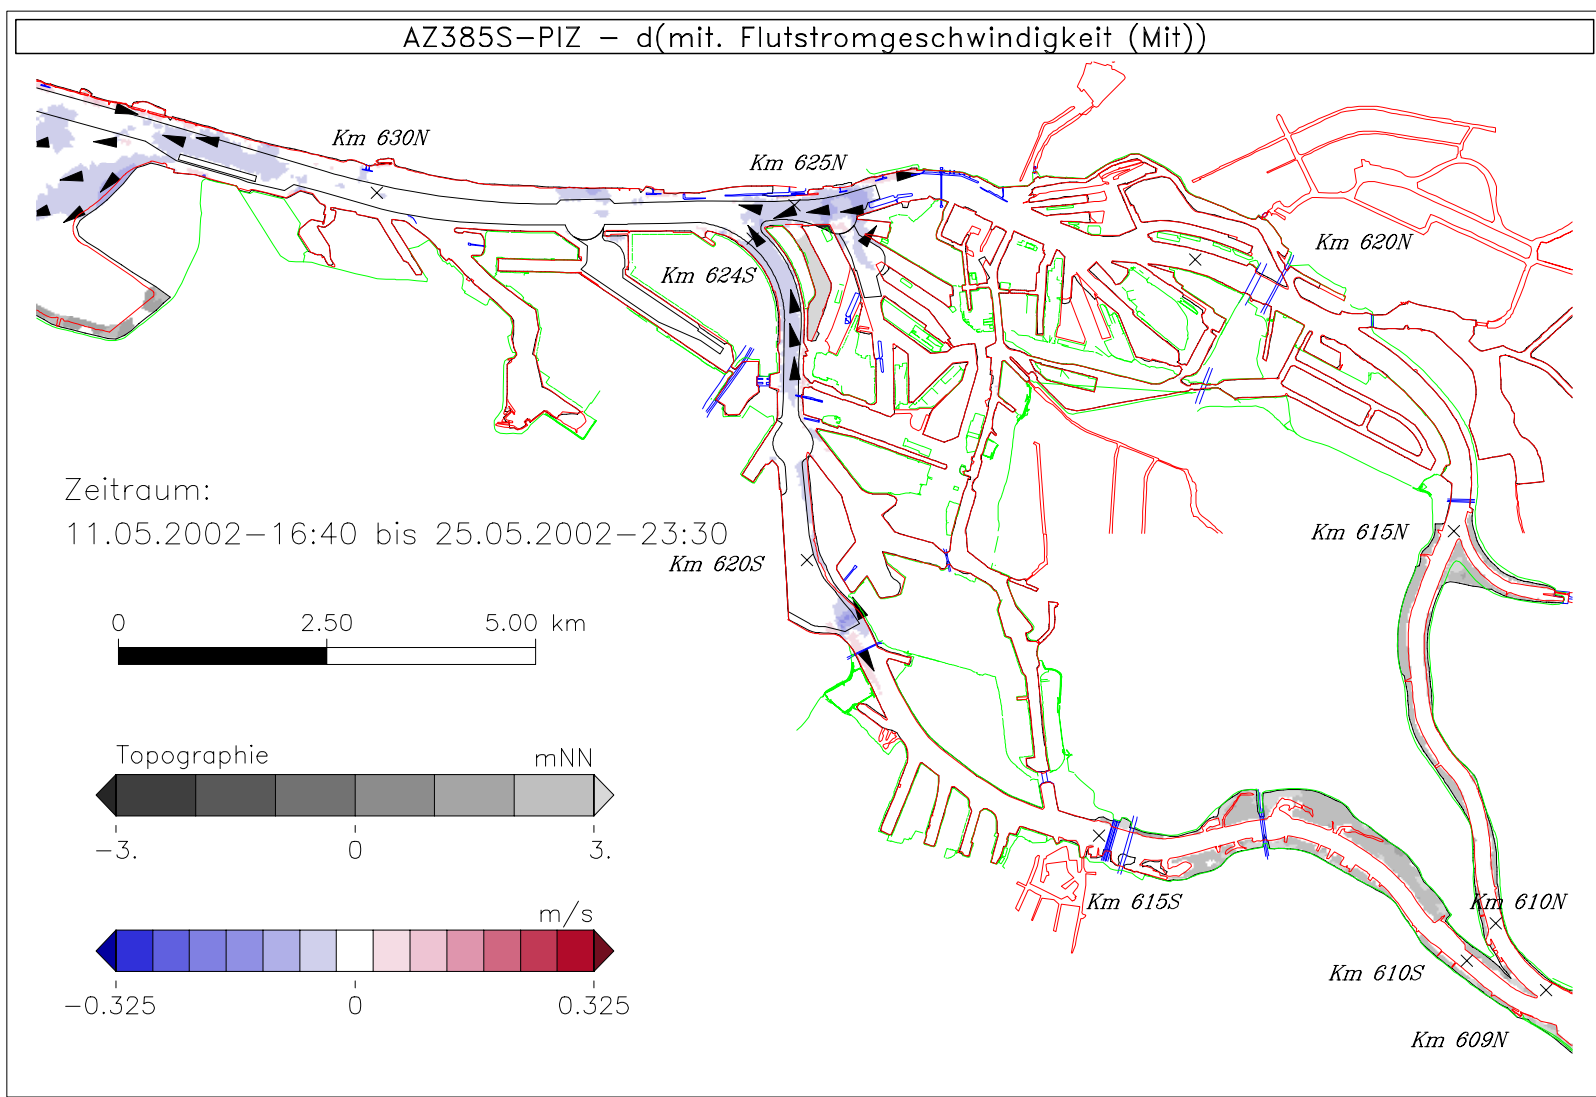 AZ385S-PIZ - d(mit. Flutstromgeschwindigkeit (Mit))
Km 630N
Km 625N
Km 620N
Km 624S
Zeitraum:
11.05.2002-16:40 bis 25.05.2002-23:30
Km 615N
Km 620S
0 2.50 5.00 km
Topographie mNN
-3. 0 3.
Km 615S
Km 610N
m/s
Km 610S
-0.325 0 0.325
Km 609N